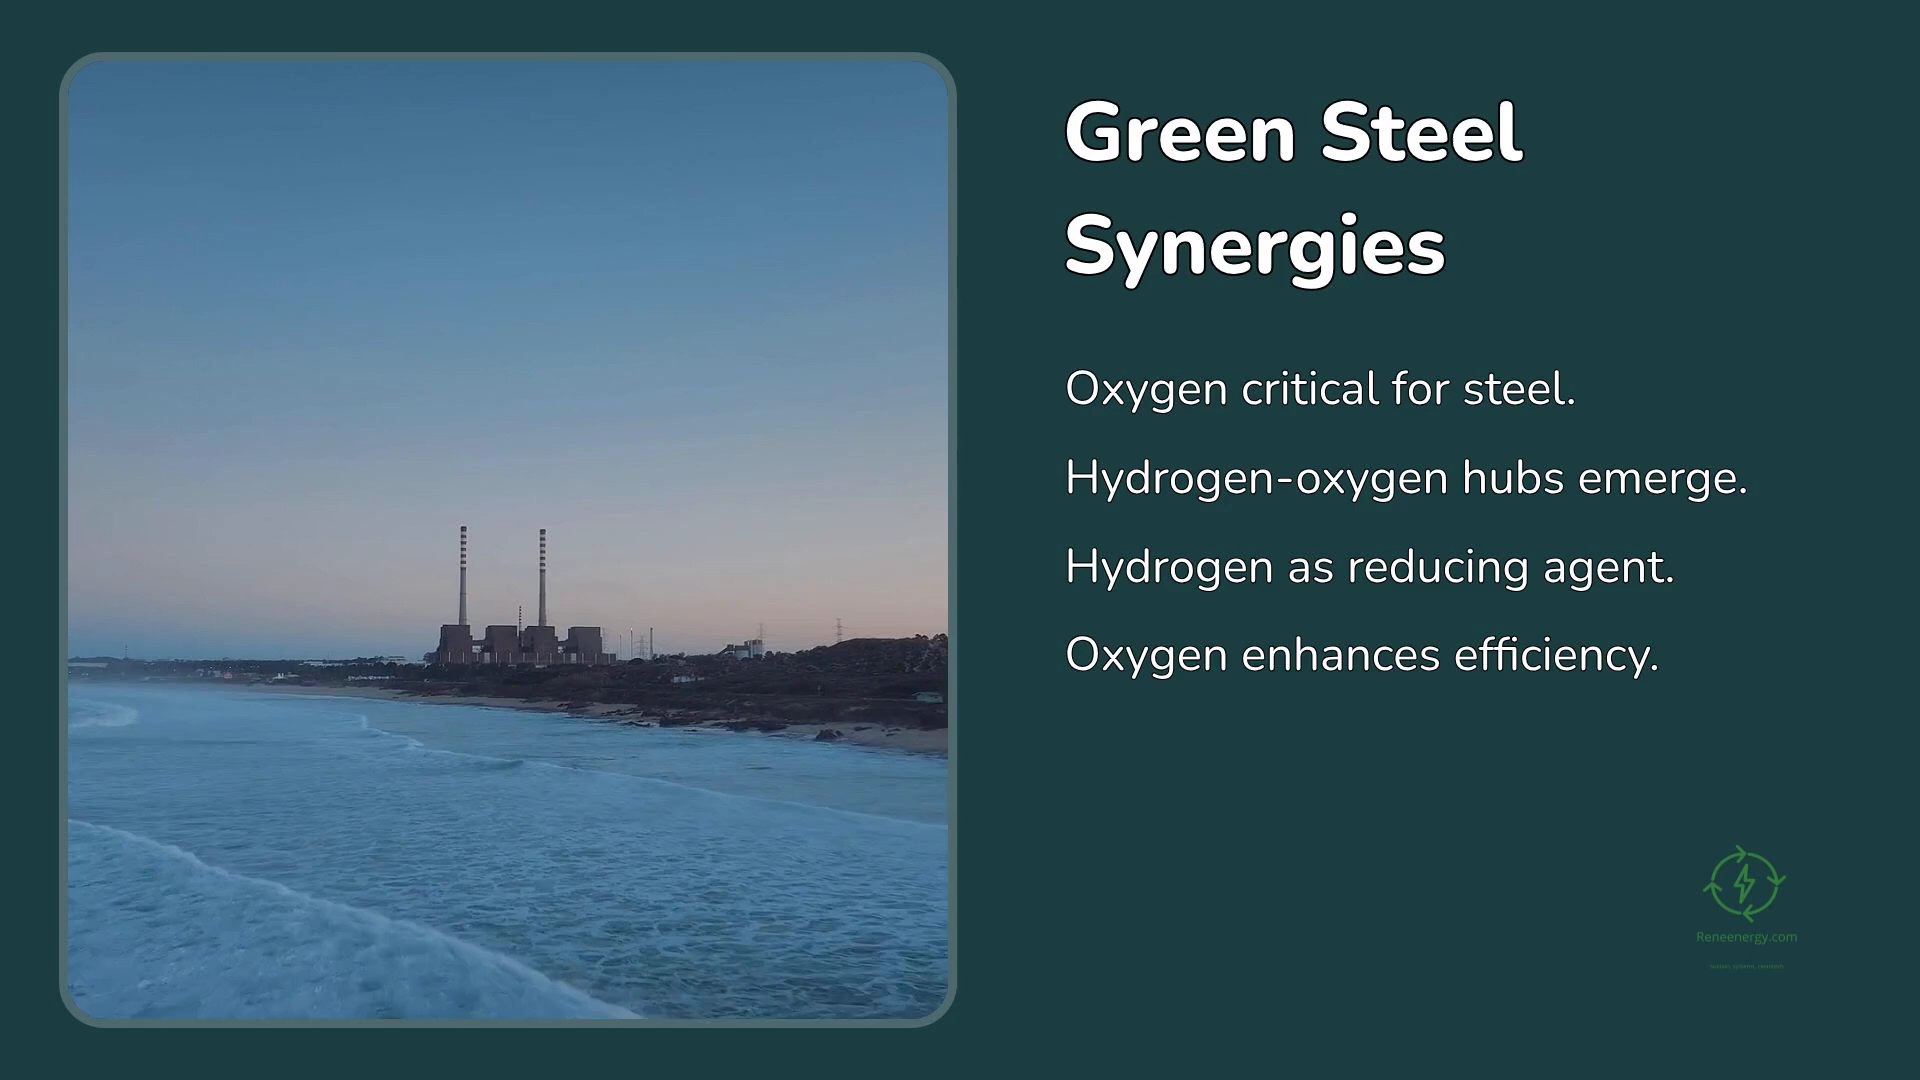 Green Steel
Synergies
Oxygen critical for steel.
Hydrogen-oxygen hubs emerge.
Hydrogen as reducing agent.
Oxygen enhances efficiency.
Reneenergy.com